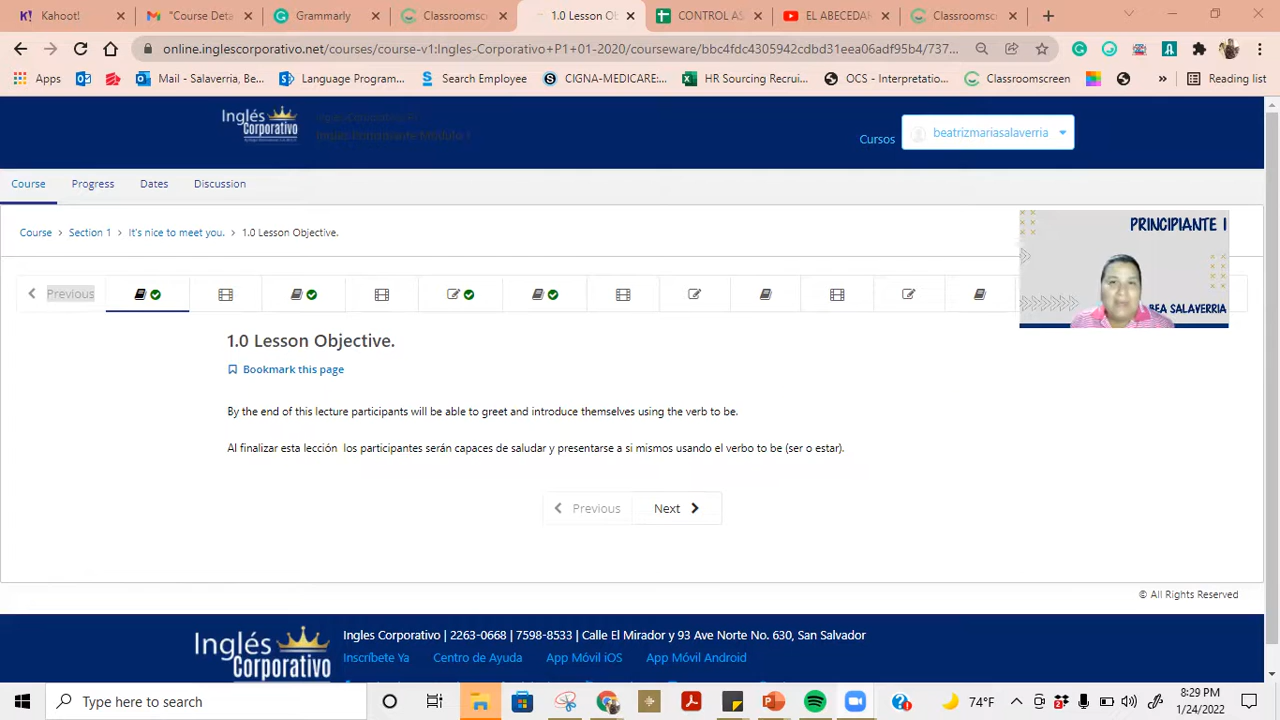 Kahoot!
"Course Deta
Grammarly
Classroomscr
1.0 Lesson Ob
CONTROL AS
EL ABECEDAR
Classroomscr
online.inglescorporativo.net/courses/course-v1:Ingles-Corporativo+P1+01-2020/courseware/bbc4fdc4305942cdbd31eea06adf95b4/737...
Apps
Mail - Salaverria, Be...
Language Program...
Search Employee
CIGNA-MEDICARE:...
HR Sourcing Recrui...
OCS - Interpretatio...
Classroomscreen
»
Reading list
Inglés
Corporativo
Cursos
beatrizmariasalaverria
Course
Progress
Dates
Discussion
Course > Section 1 > It's nice to meet you. > 1.0 Lesson Objective.
PRINCIPIANTE I
BEA SALAVERRIA
Previous
1.0 Lesson Objective.
Bookmark this page
By the end of this lecture participants will be able to greet and introduce themselves using the verb to be.
Al finalizar esta lección los participantes serán capaces de saludar y presentarse a si mismos usando el verbo to be (ser o estar).
Previous
Next
© All Rights Reserved
Inglés
Corporativo
Ingles Corporativo | 2263-0668 | 7598-8533 | Calle El Mirador y 93 Ave Norte No. 630, San Salvador
Inscríbete Ya
Centro de Ayuda
App Móvil iOS
App Móvil Android
Type here to search
74°F
8:29 PM
1/24/2022